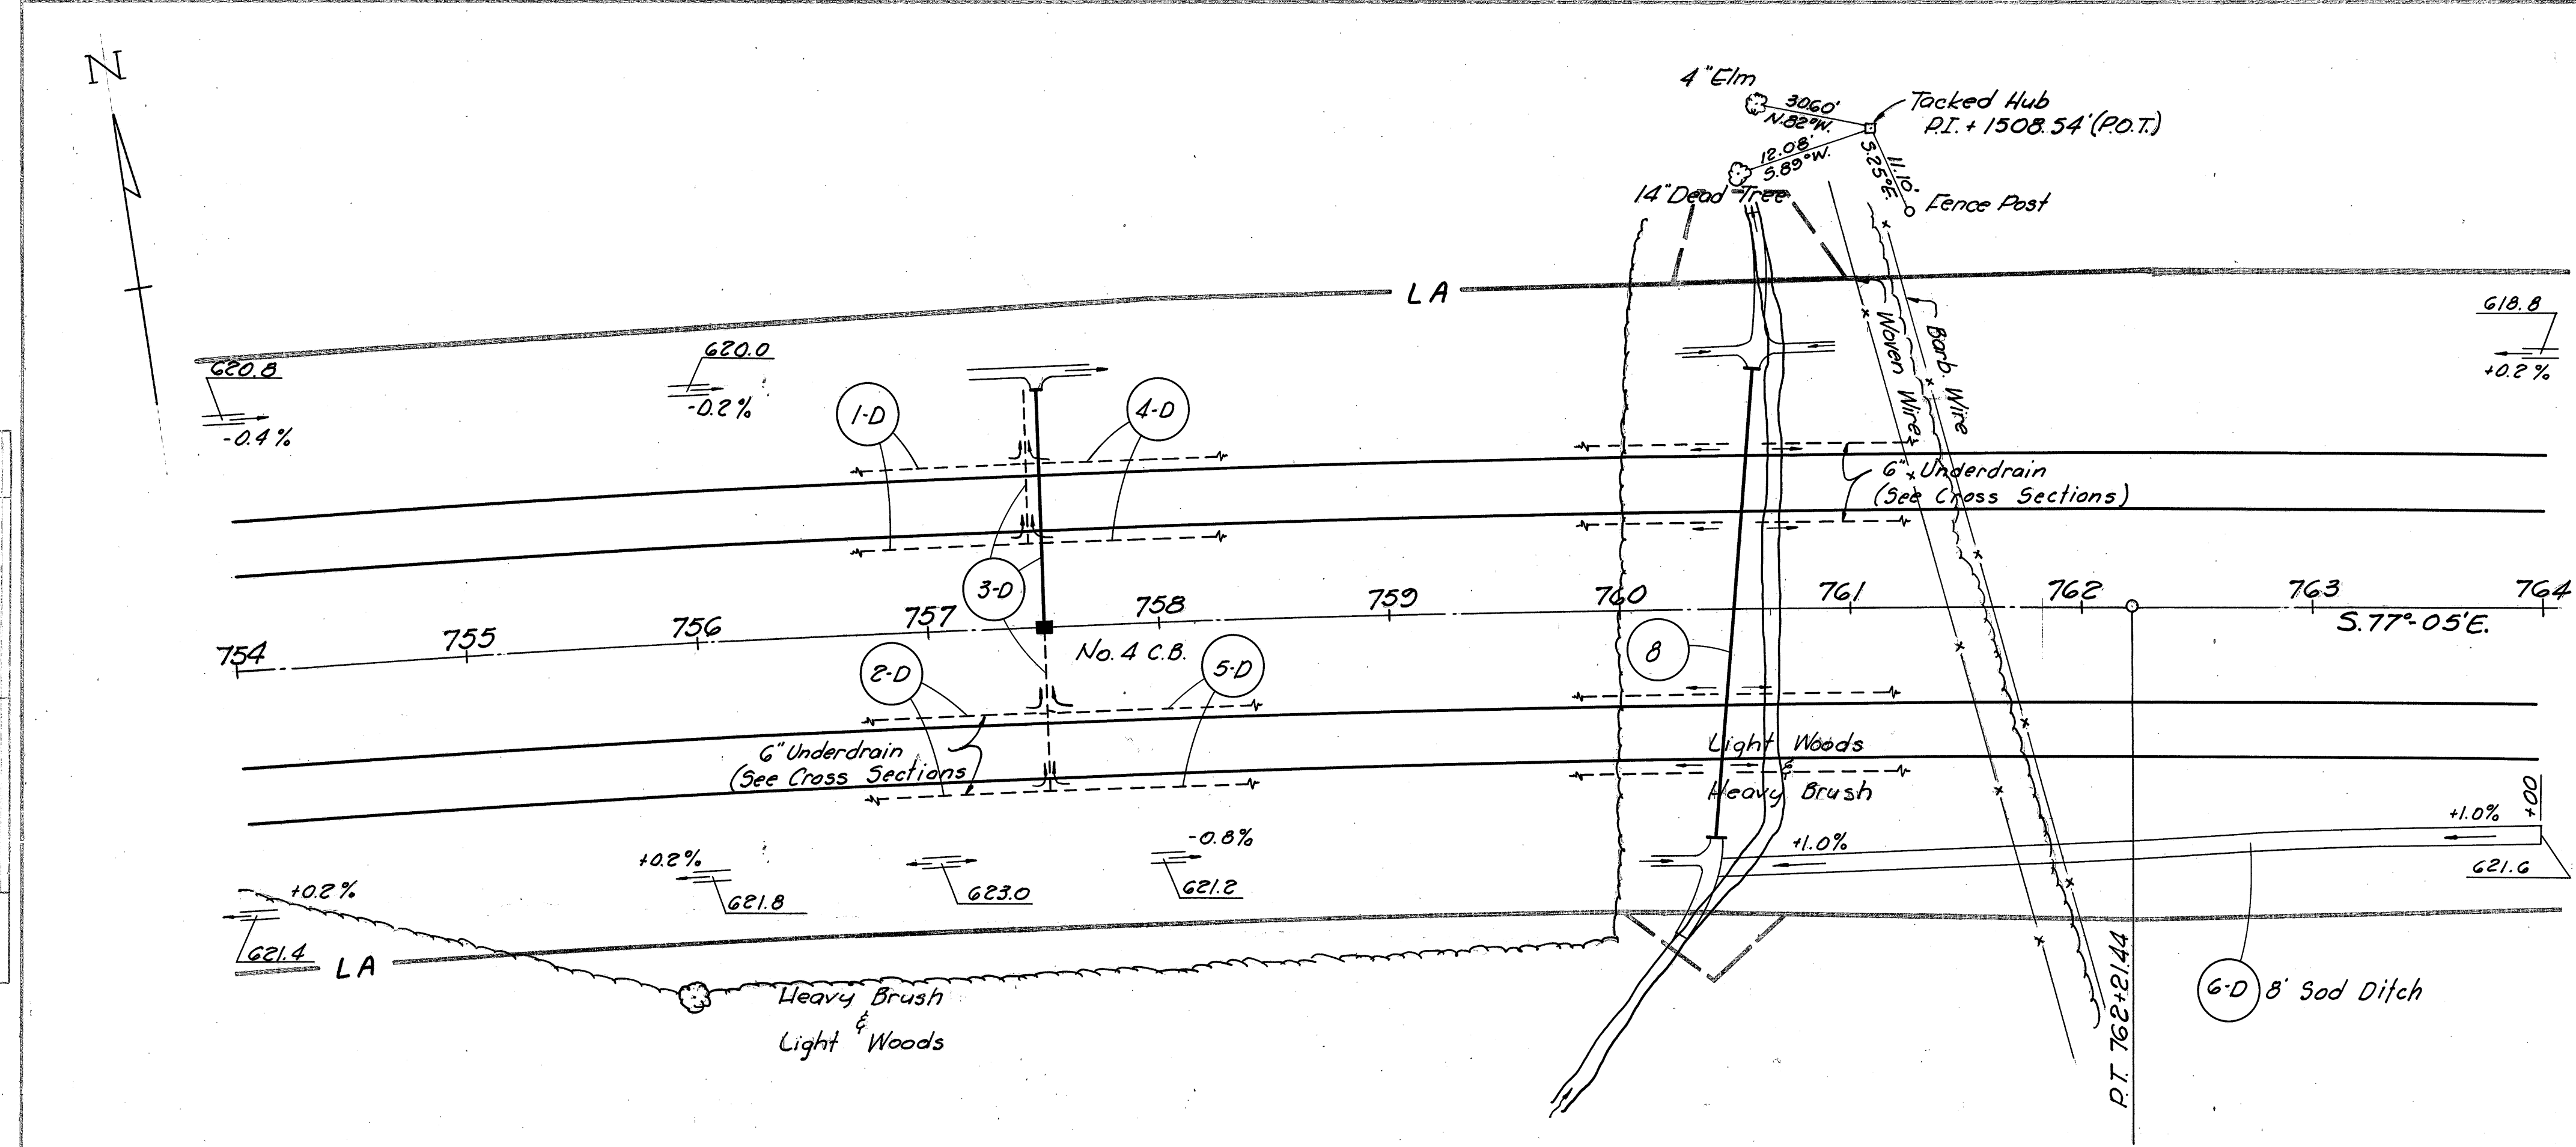 N
4" Elm
30.60'
N.82°W.
Tacked Hub
P.I. + 1508.54' (P.O.T.)
12.08'
S.89°W.
11.10'
S.25°E.
14" Dead Tree
Fence Post
LA
618.8
+0.2%
620.8
-0.4%
620.0
-0.2%
1-D
4-D
Woven Wire
Barb. Wire
6" Underdrain
(See Cross Sections)
3-D
754
755
756
757
758
759
760
761
762
763
764
S.77°-05'E.
No. 4 C.B.
2-D
5-D
8
6" Underdrain
(See Cross Sections
Light Woods
Heavy Brush
+00
+1.0%
+1.0%
621.6
-0.8%
621.2
+0.2%
621.8
623.0
+0.2%
621.4
LA
Heavy Brush
&
Light Woods
P.T. 762+21.44
6-D 8' Sod Ditch